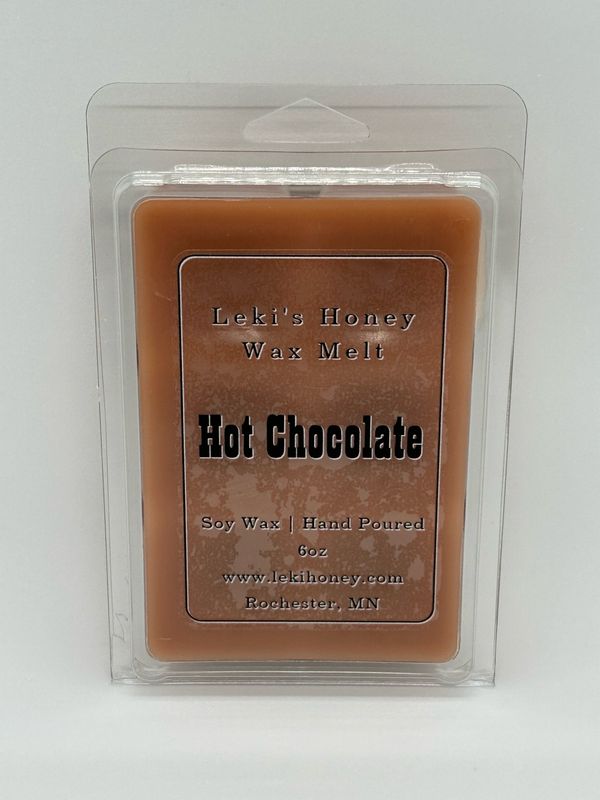 Leki's Honey
Wax Melt
Hot Chocolate
Soy Wax | Hand Poured
6oz
www.lekihoney.com
Rochester, MN